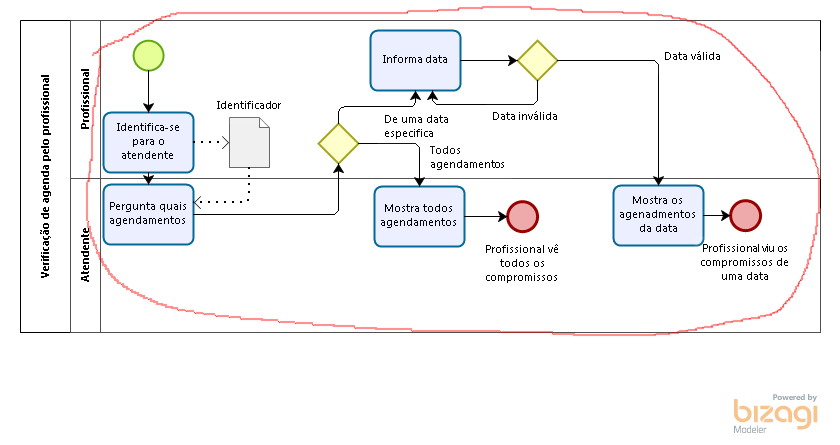 Verificação de agenda pelo profissional
Profissional
Identifica-se
para o
atendente
Identificador
Informa data
Data válida
Data inválida
De uma data
especifica
Todos
agendamentos
Atendente
Pergunta quais
agendamentos
Mostra todos
agendamentos
Profissional vê
todos os
compromissos
Mostra os
agenadmentos
da data
Profissional viu os
compromissos de
uma data
Powered by
bizagi
Modeler